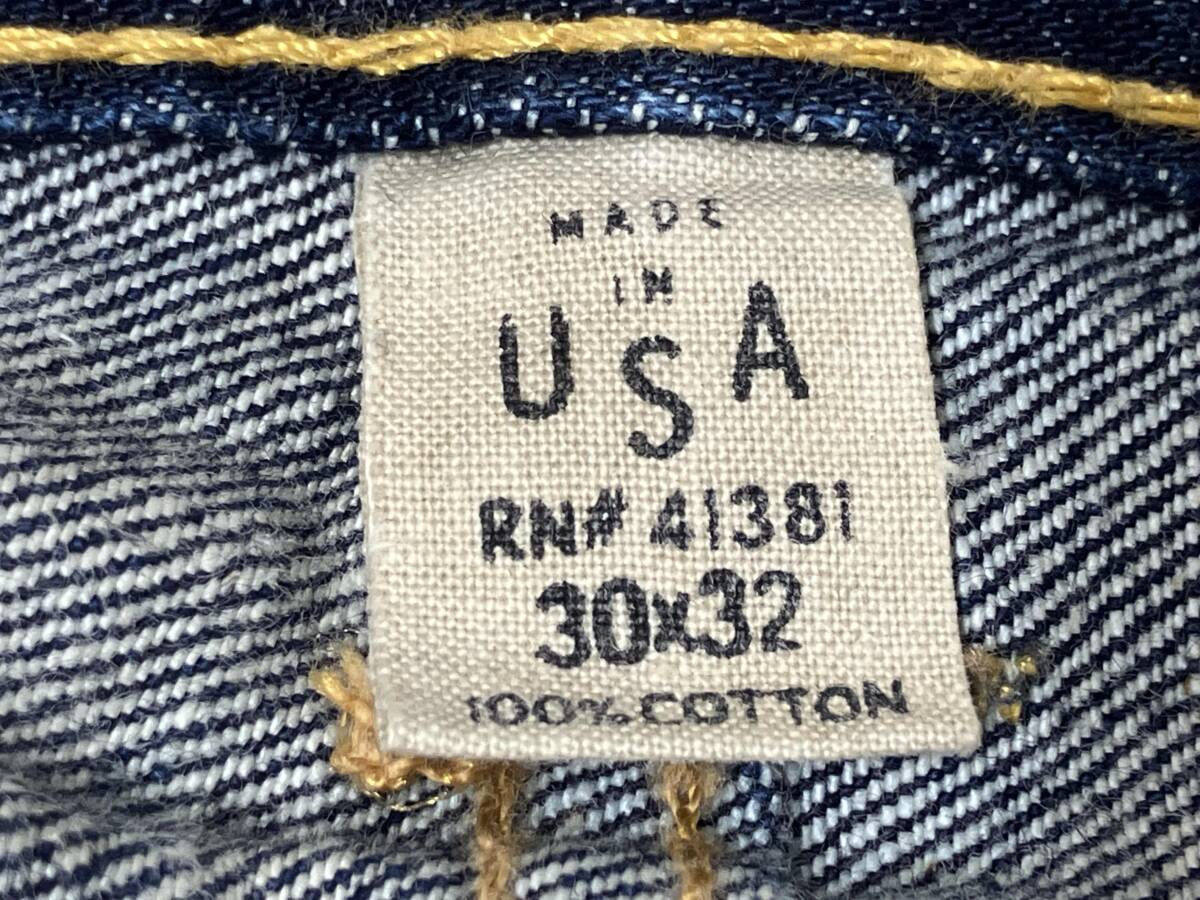 MADE
IN
USA
RN# 41381
30x32
100% COTTON